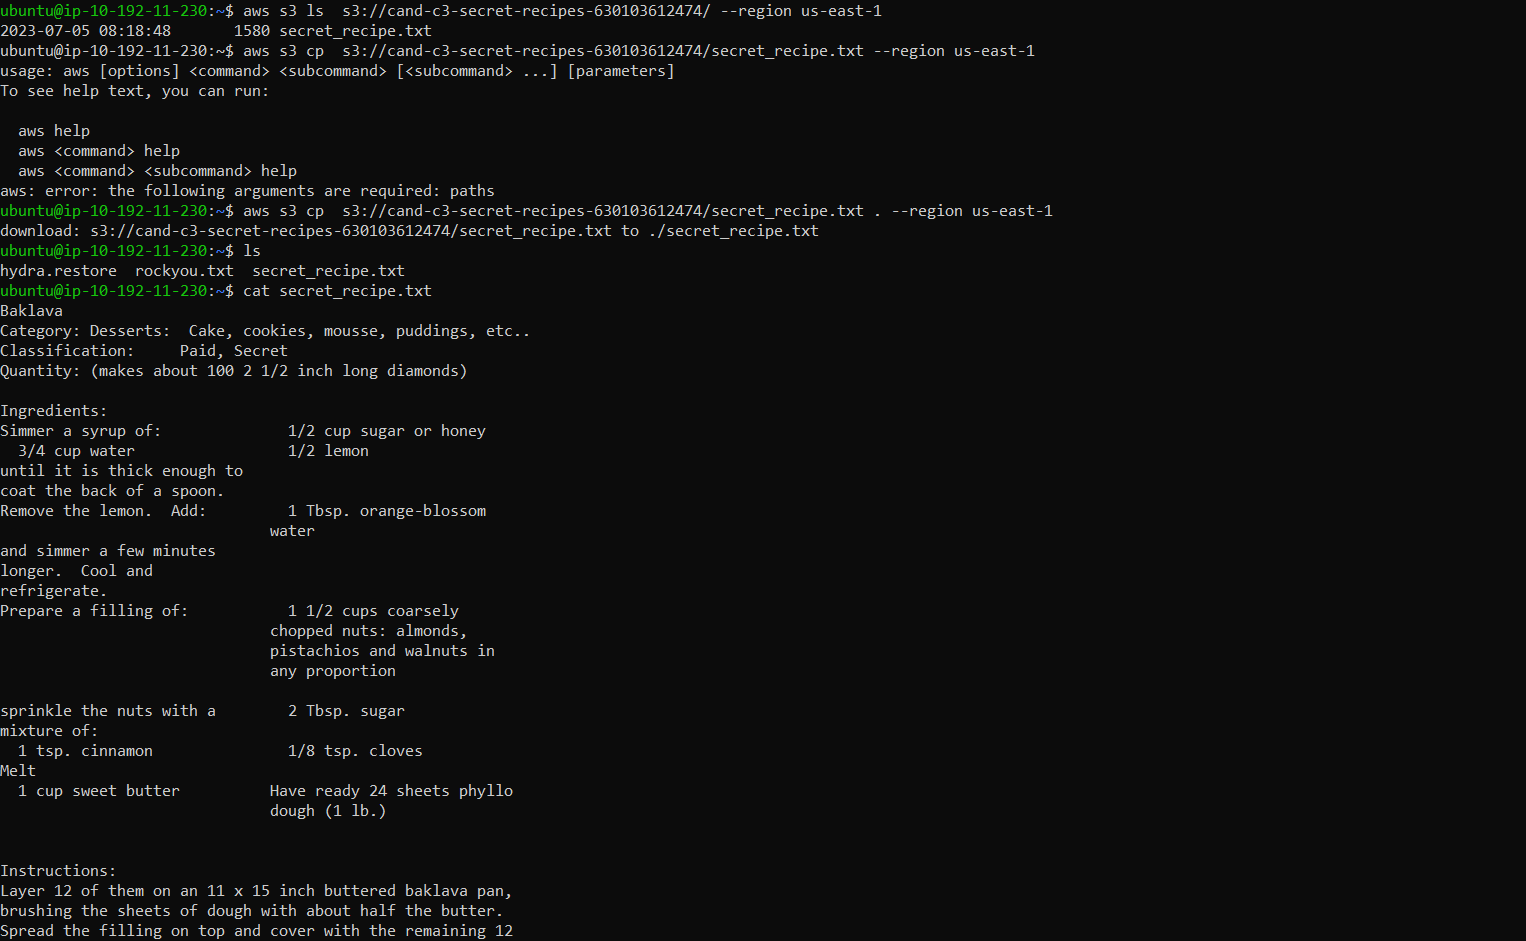 ubuntu@ip-10-192-11-230:~$ aws s3 ls  s3://cand-c3-secret-recipes-630103612474/ --region us-east-1
2023-07-05 08:18:48       1580 secret_recipe.txt
ubuntu@ip-10-192-11-230:~$ aws s3 cp  s3://cand-c3-secret-recipes-630103612474/secret_recipe.txt --region us-east-1
usage: aws [options] <command> <subcommand> [<subcommand> ...] [parameters]
To see help text, you can run:

  aws help
  aws <command> help
  aws <command> <subcommand> help
aws: error: the following arguments are required: paths
ubuntu@ip-10-192-11-230:~$ aws s3 cp  s3://cand-c3-secret-recipes-630103612474/secret_recipe.txt . --region us-east-1
download: s3://cand-c3-secret-recipes-630103612474/secret_recipe.txt to ./secret_recipe.txt
ubuntu@ip-10-192-11-230:~$ ls
hydra.restore  rockyou.txt  secret_recipe.txt
ubuntu@ip-10-192-11-230:~$ cat secret_recipe.txt
Baklava
Category: Desserts:  Cake, cookies, mousse, puddings, etc..
Classification:     Paid, Secret
Quantity: (makes about 100 2 1/2 inch long diamonds)

Ingredients:
Simmer a syrup of:              1/2 cup sugar or honey
  3/4 cup water                 1/2 lemon
until it is thick enough to
coat the back of a spoon.
Remove the lemon.  Add:         1 Tbsp. orange-blossom
                              water
and simmer a few minutes
longer.  Cool and
refrigerate.
Prepare a filling of:           1 1/2 cups coarsely
                              chopped nuts: almonds,
                              pistachios and walnuts in
                              any proportion

sprinkle the nuts with a        2 Tbsp. sugar
mixture of:
  1 tsp. cinnamon               1/8 tsp. cloves
Melt
  1 cup sweet butter          Have ready 24 sheets phyllo
                              dough (1 lb.)

Instructions:
Layer 12 of them on an 11 x 15 inch buttered baklava pan,
brushing the sheets of dough with about half the butter.
Spread the filling on top and cover with the remaining 12